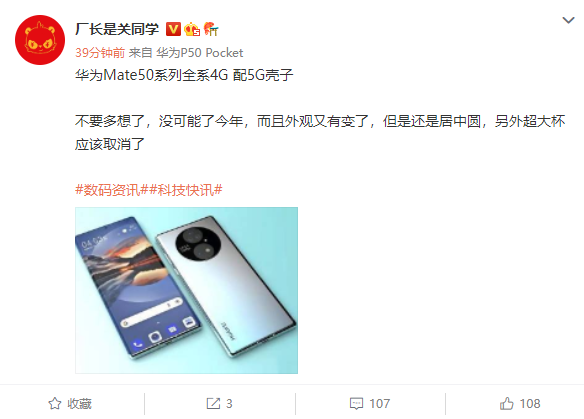 厂长是关同学
39分钟前 来自 华为P50 Pocket
华为Mate50系列全系4G 配5G壳子
不要多想了，没可能了今年，而且外观又有变了，但是还是居中圆，另外超大杯
应该取消了
#数码资讯##科技快讯#
HUAWEI
收藏
3
107
108